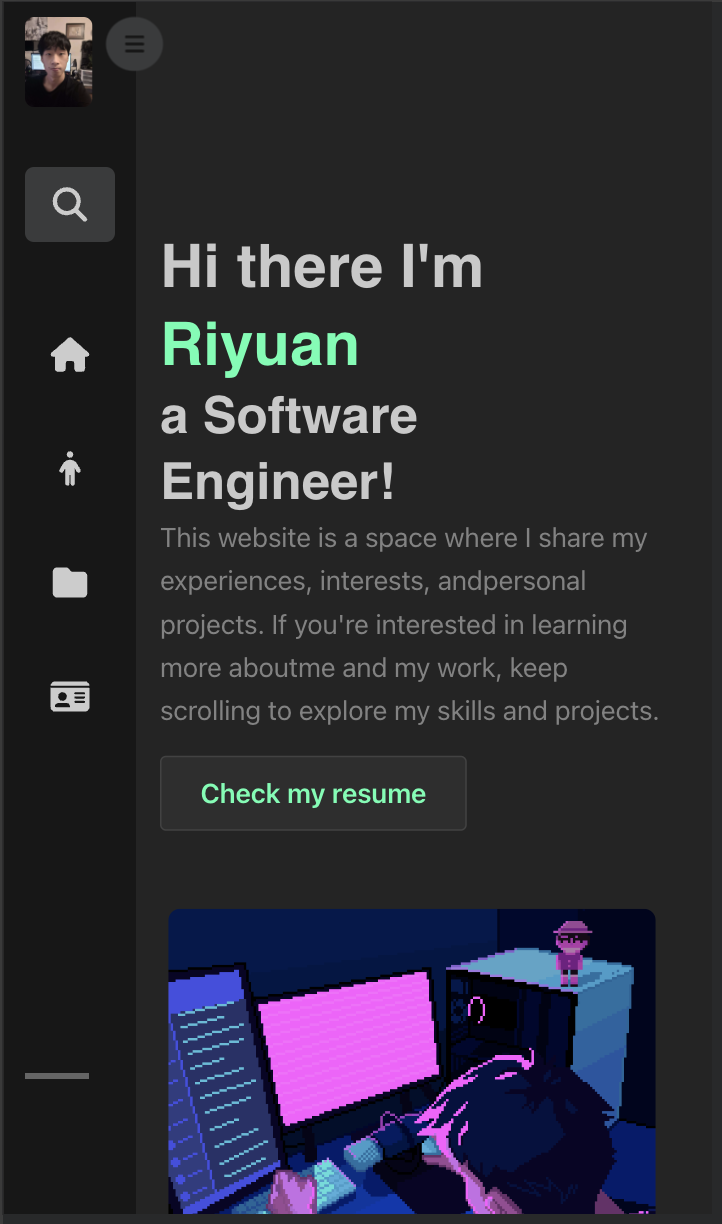 Hi there I'm
Riyuan
a Software
Engineer!
This website is a space where I share my
experiences, interests, andpersonal
projects. If you're interested in learning
more aboutme and my work, keep
scrolling to explore my skills and projects.
Check my resume